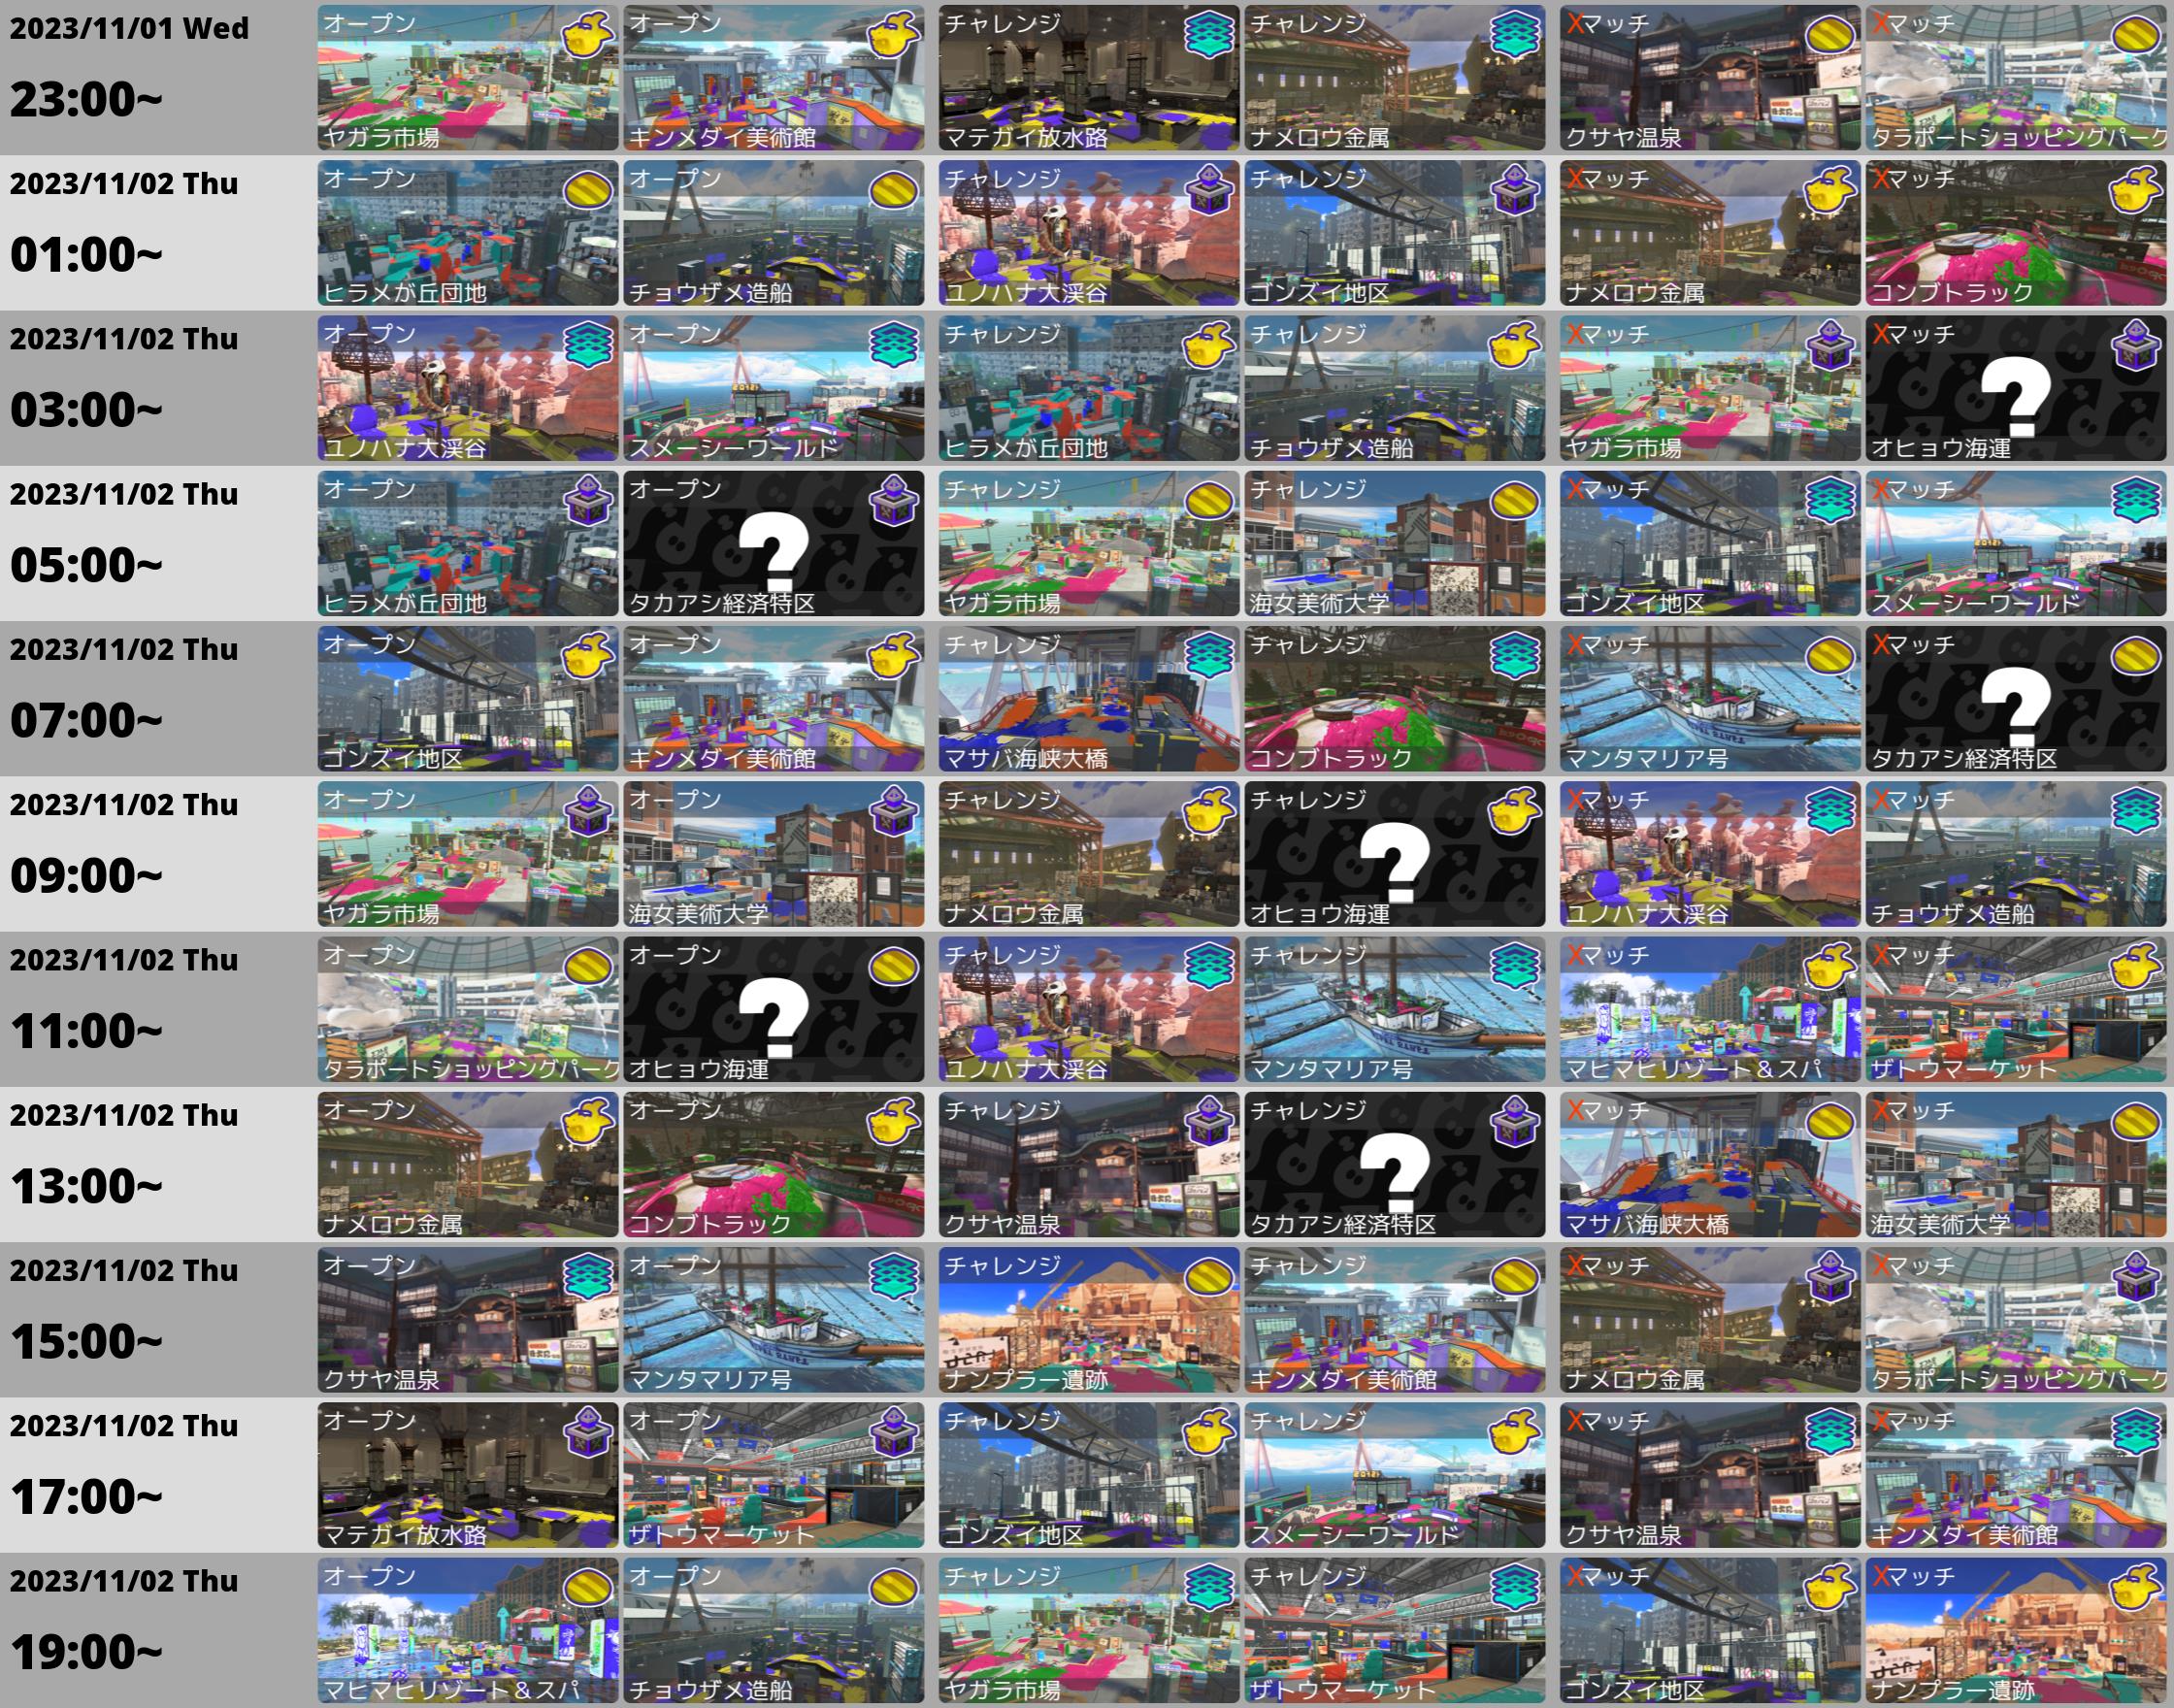 2023/11/01 Wed
23:00~
オープン
ヤガラ市場
オープン
キンメダイ美術館
チャレンジ
マテガイ放水路
チャレンジ
ナメロウ金属
Xマッチ
クサヤ温泉
Xマッチ
タラポートショッピングパーク
2023/11/02 Thu
01:00~
オープン
ヒラメが丘団地
オープン
チョウザメ造船
チャレンジ
ユノハナ大渓谷
チャレンジ
ゴンズイ地区
Xマッチ
ナメロウ金属
Xマッチ
コンブトラック
2023/11/02 Thu
03:00~
オープン
ユノハナ大渓谷
オープン
スメーシーワールド
チャレンジ
ヒラメが丘団地
チャレンジ
チョウザメ造船
Xマッチ
ヤガラ市場
Xマッチ
?
オヒョウ海運
2023/11/02 Thu
05:00~
オープン
ヒラメが丘団地
オープン
?
タカアシ経済特区
チャレンジ
ヤガラ市場
チャレンジ
海女美術大学
Xマッチ
ゴンズイ地区
Xマッチ
スメーシーワールド
2023/11/02 Thu
07:00~
オープン
ゴンズイ地区
オープン
キンメダイ美術館
チャレンジ
マサバ海峡大橋
チャレンジ
コンブトラック
Xマッチ
マンタマリア号
Xマッチ
?
タカアシ経済特区
2023/11/02 Thu
09:00~
オープン
ヤガラ市場
オープン
海女美術大学
チャレンジ
ナメロウ金属
チャレンジ
?
オヒョウ海運
Xマッチ
ユノハナ大渓谷
Xマッチ
チョウザメ造船
2023/11/02 Thu
11:00~
オープン
タラポートショッピングパーク
オープン
?
オヒョウ海運
チャレンジ
ユノハナ大渓谷
チャレンジ
マンタマリア号
Xマッチ
マヒマヒリゾート＆スパ
Xマッチ
ザトウマーケット
2023/11/02 Thu
13:00~
オープン
ナメロウ金属
オープン
コンブトラック
チャレンジ
クサヤ温泉
チャレンジ
?
タカアシ経済特区
Xマッチ
マサバ海峡大橋
Xマッチ
海女美術大学
2023/11/02 Thu
15:00~
オープン
クサヤ温泉
オープン
マンタマリア号
チャレンジ
ナンプラー遺跡
チャレンジ
キンメダイ美術館
Xマッチ
ナメロウ金属
Xマッチ
タラポートショッピングパーク
2023/11/02 Thu
17:00~
オープン
マテガイ放水路
オープン
ザトウマーケット
チャレンジ
ゴンズイ地区
チャレンジ
スメーシーワールド
Xマッチ
クサヤ温泉
Xマッチ
キンメダイ美術館
2023/11/02 Thu
19:00~
オープン
マヒマヒリゾート＆スパ
オープン
チョウザメ造船
チャレンジ
ヤガラ市場
チャレンジ
ザトウマーケット
Xマッチ
ゴンズイ地区
Xマッチ
ナンプラー遺跡